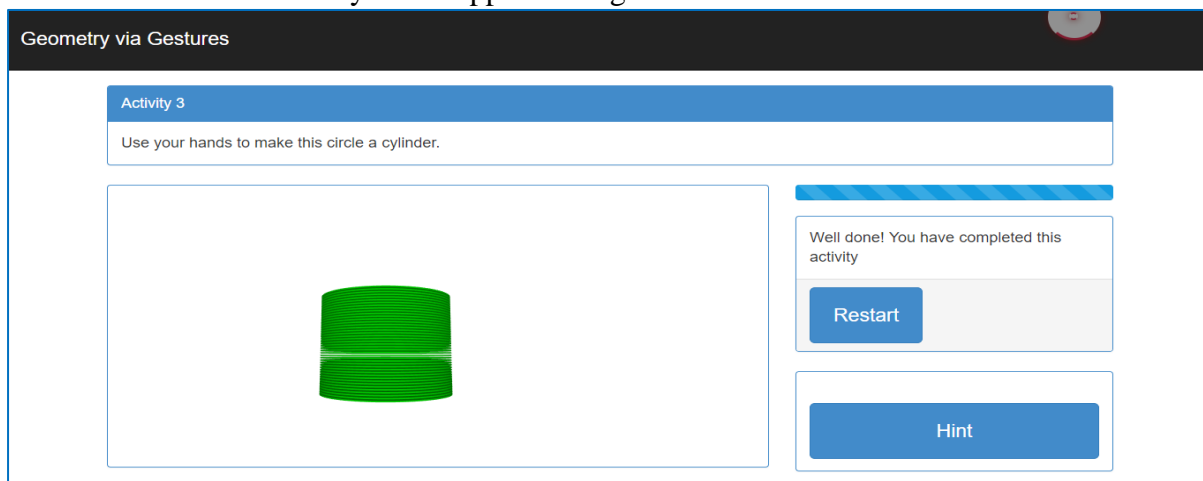 Geometry via Gestures
Activity 3
Use your hands to make this circle a cylinder.
Well done! You have completed this
activity
Restart
Hint